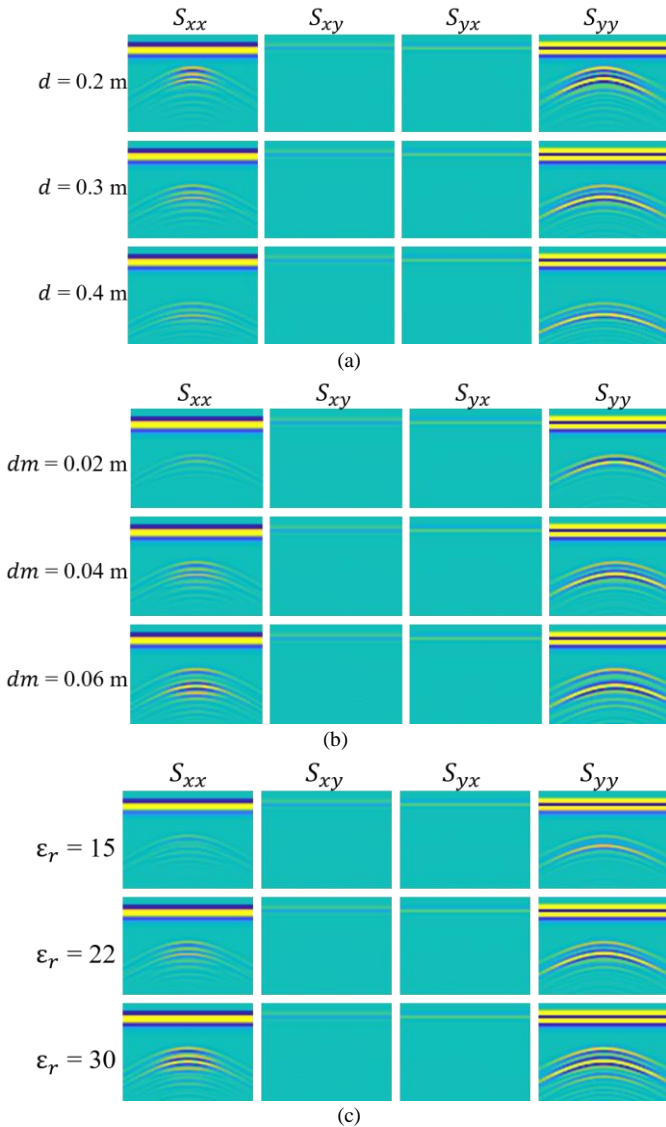 S_xx S_xy S_yx S_yy
d = 0.2 m
d = 0.3 m
d = 0.4 m
(a)
S_xx S_xy S_yx S_yy
dm = 0.02 m
dm = 0.04 m
dm = 0.06 m
(b)
S_xx S_xy S_yx S_yy
ε_r = 15
ε_r = 22
ε_r = 30
(c)